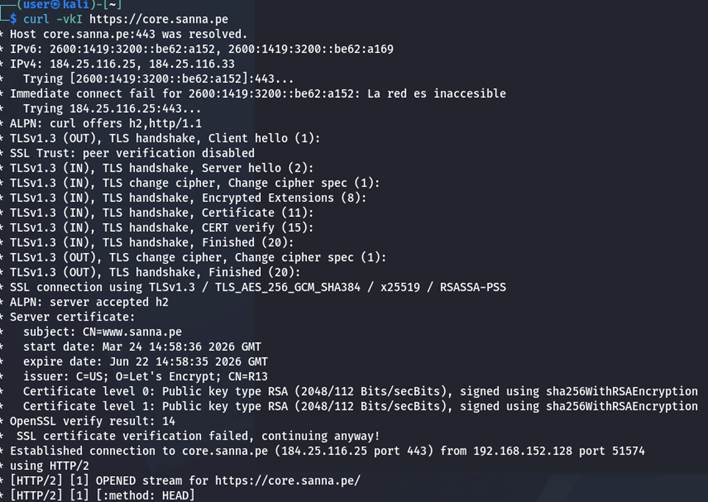 (user㉿kali)-[~]
$ curl -vkI https://core.sanna.pe
* Host core.sanna.pe:443 was resolved.
* IPv6: 2600:1419:3200::be62:a152, 2600:1419:3200::be62:a169
* IPv4: 184.25.116.25, 184.25.116.33
*   Trying [2600:1419:3200::be62:a152]:443...
* Immediate connect fail for 2600:1419:3200::be62:a152: La red es inaccesible
*   Trying 184.25.116.25:443...
* ALPN: curl offers h2,http/1.1
* TLSv1.3 (OUT), TLS handshake, Client hello (1):
* SSL Trust: peer verification disabled
* TLSv1.3 (IN), TLS handshake, Server hello (2):
* TLSv1.3 (IN), TLS change cipher, Change cipher spec (1):
* TLSv1.3 (IN), TLS handshake, Encrypted Extensions (8):
* TLSv1.3 (IN), TLS handshake, Certificate (11):
* TLSv1.3 (IN), TLS handshake, CERT verify (15):
* TLSv1.3 (IN), TLS handshake, Finished (20):
* TLSv1.3 (OUT), TLS change cipher, Change cipher spec (1):
* TLSv1.3 (OUT), TLS handshake, Finished (20):
* SSL connection using TLSv1.3 / TLS_AES_256_GCM_SHA384 / x25519 / RSASSA-PSS
* ALPN: server accepted h2
* Server certificate:
*   subject: CN=www.sanna.pe
*   start date: Mar 24 14:58:36 2026 GMT
*   expire date: Jun 22 14:58:35 2026 GMT
*   issuer: C=US; O=Let's Encrypt; CN=R13
*   Certificate level 0: Public key type RSA (2048/112 Bits/secBits), signed using sha256WithRSAEncryption
*   Certificate level 1: Public key type RSA (2048/112 Bits/secBits), signed using sha256WithRSAEncryption
* OpenSSL verify result: 14
*  SSL certificate verification failed, continuing anyway!
* Established connection to core.sanna.pe (184.25.116.25 port 443) from 192.168.152.128 port 51574
* using HTTP/2
* [HTTP/2] [1] OPENED stream for https://core.sanna.pe/
* [HTTP/2] [1] [:method: HEAD]